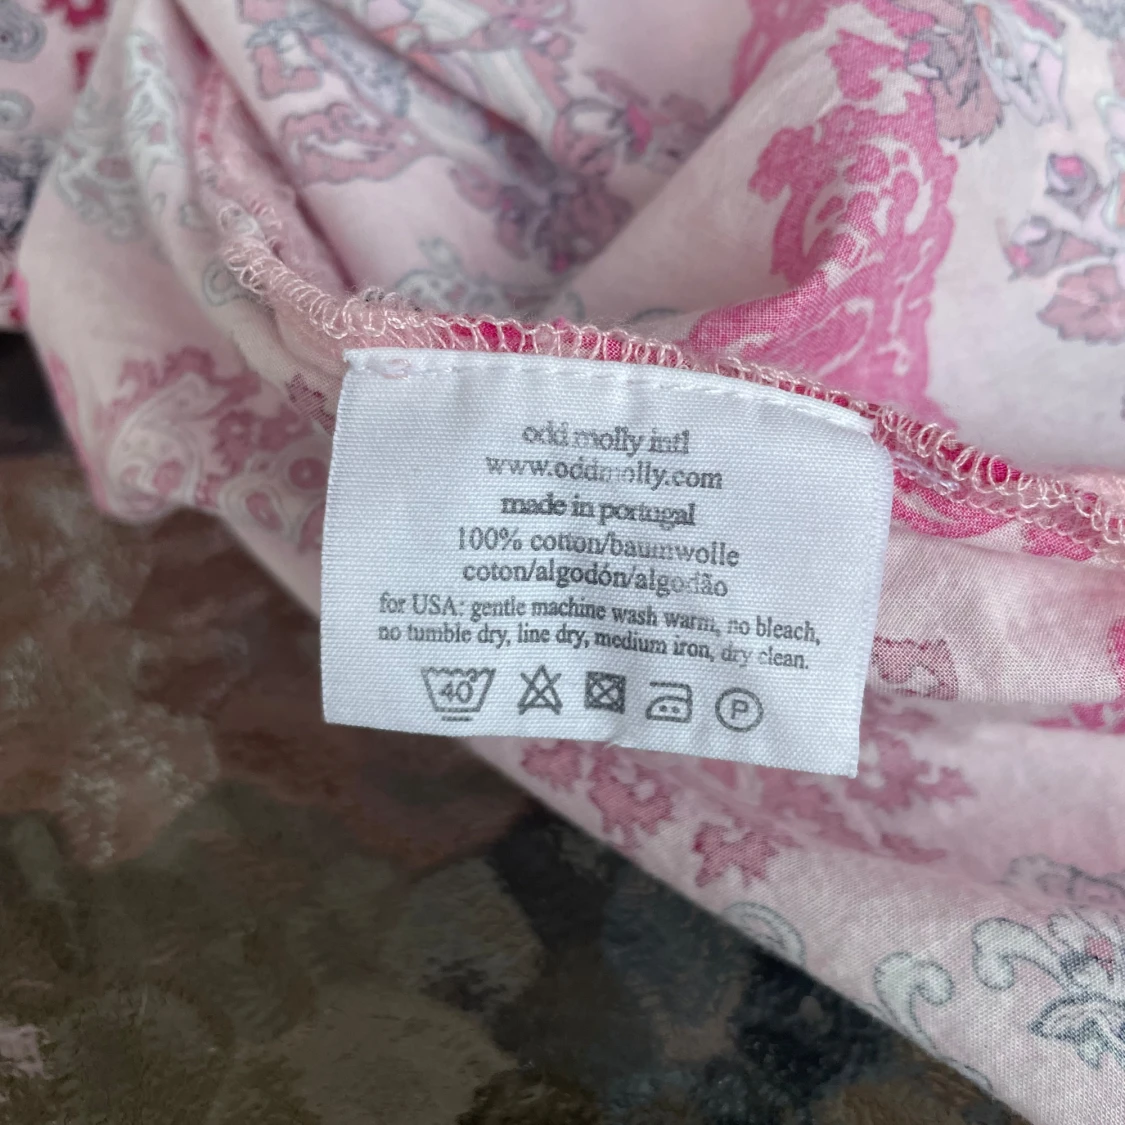 odd molly intl
www.oddmolly.com
made in portugal
100% cotton/baumwolle
coton/algodón/algodão
for USA: gentle machine wash warm, no bleach,
no tumble dry, line dry, medium iron, dry clean.
40 P